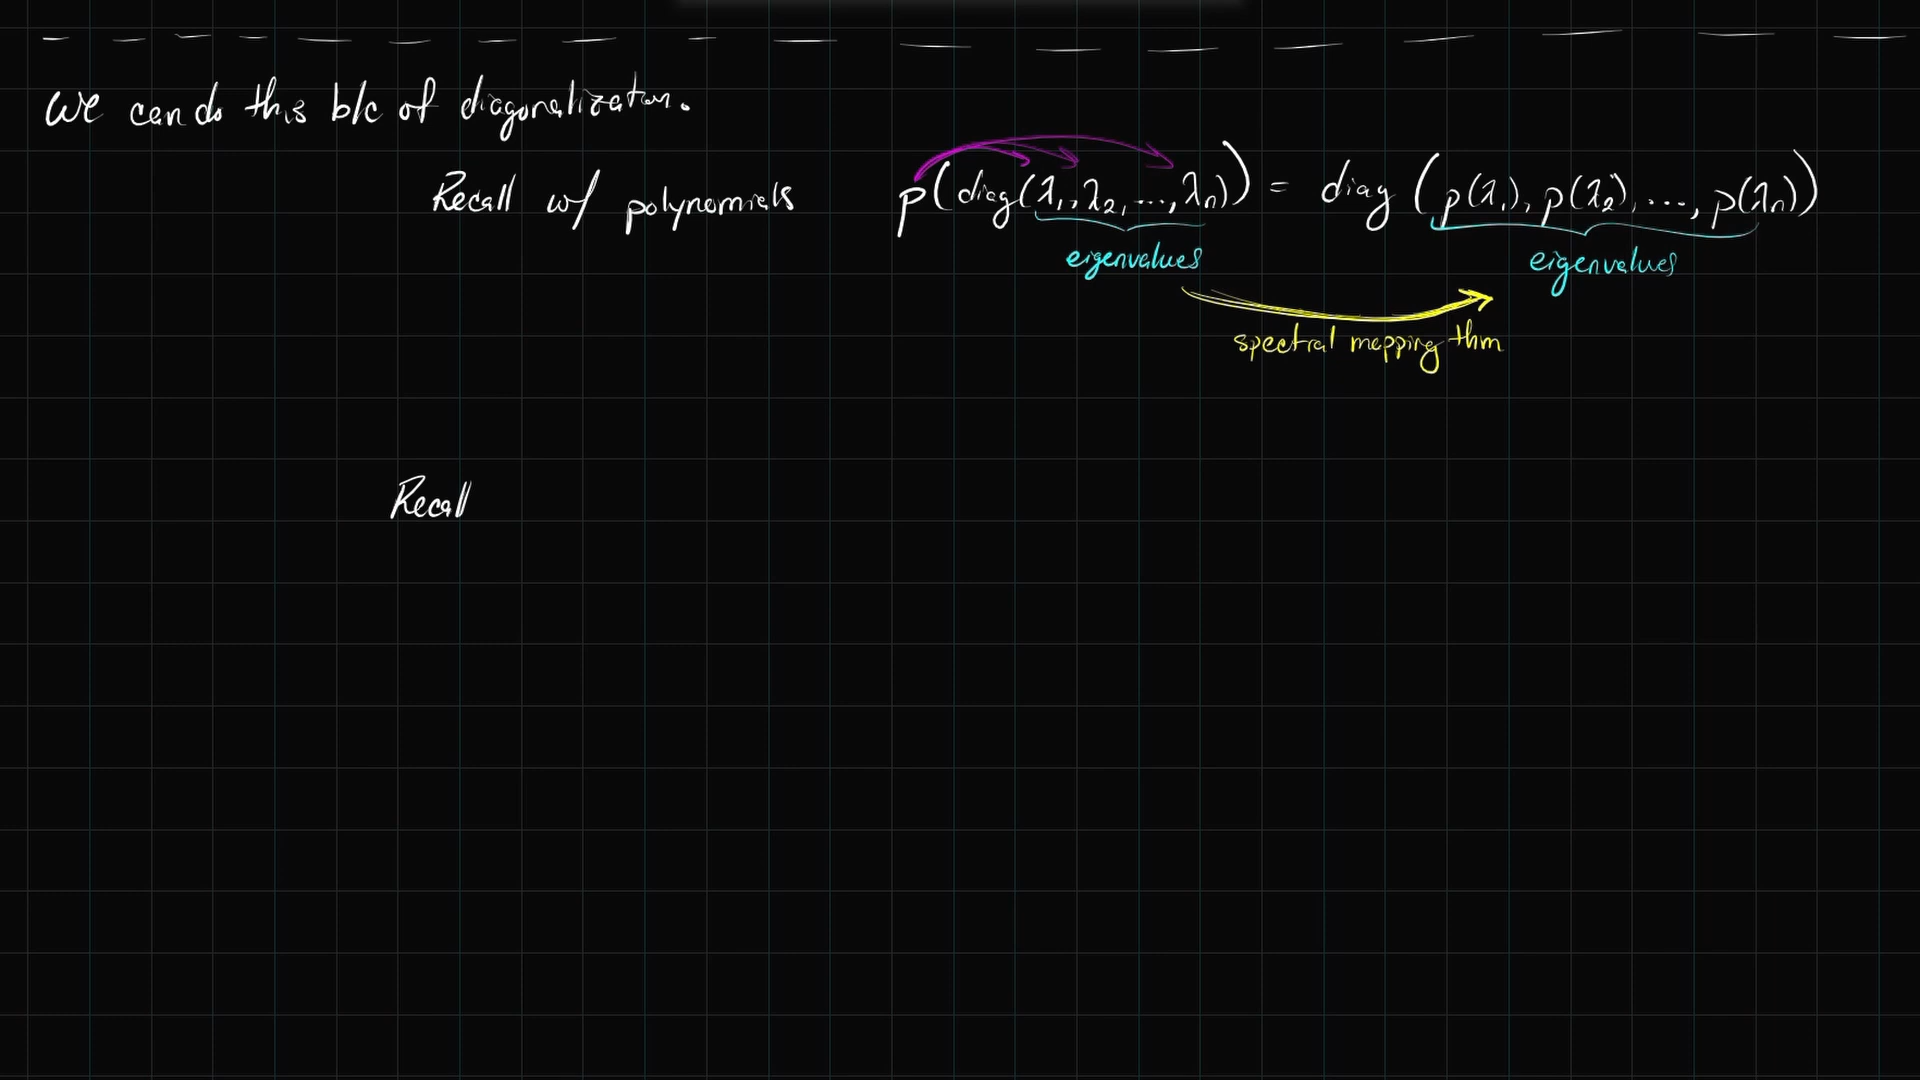 We can do this b/c of diagonalization.
Recall w/ polynomials p(diag(λ₁, λ₂, ..., λn)) = diag (p(λ₁), p(λ₂), ..., p(λn))
eigenvalues eigenvalues
spectral mapping thm
Recall